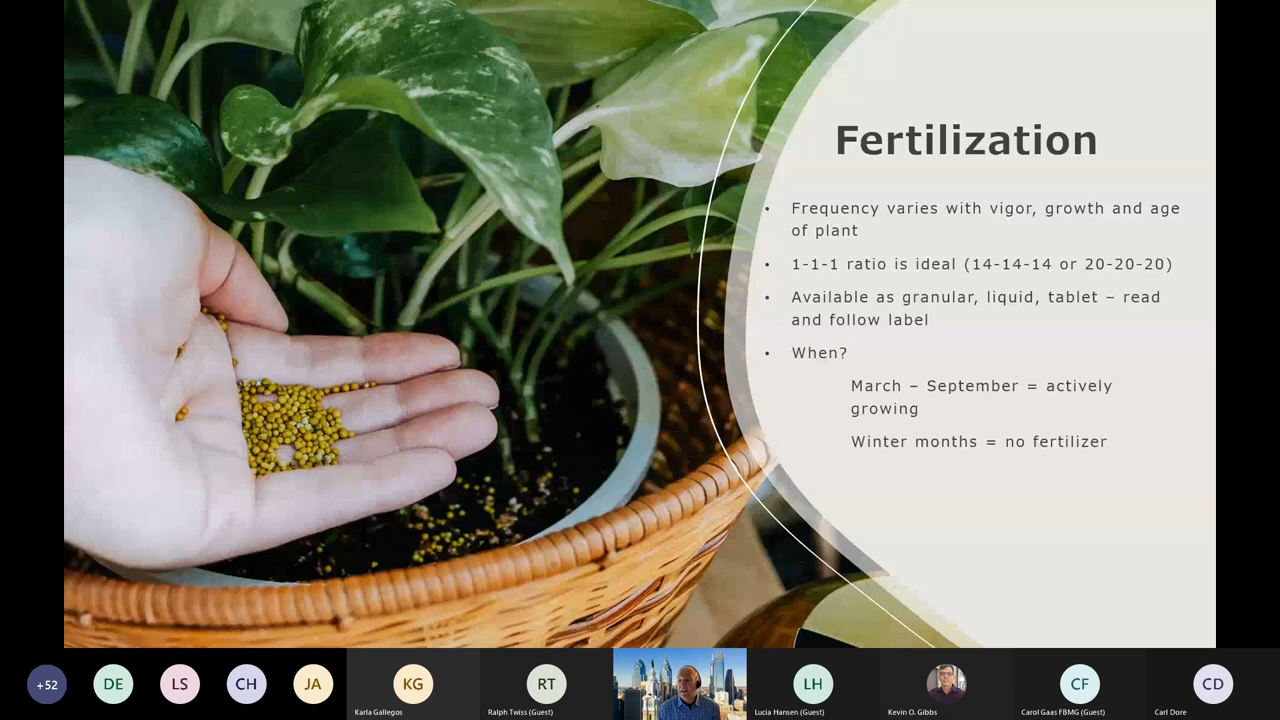 Fertilization
• Frequency varies with vigor, growth and age
of plant
• 1-1-1 ratio is ideal (14-14-14 or 20-20-20)
• Available as granular, liquid, tablet – read
and follow label
• When?
March – September = actively
growing
Winter months = no fertilizer
+52
DE
LS
CH
JA
KG
Karla Gallegos
RT
Ralph Twiss (Guest)
LH
Lucia Hansen (Guest)
Kevin O. Gibbs
CF
Carol Gaas FBMG (Guest)
CD
Carl Dore